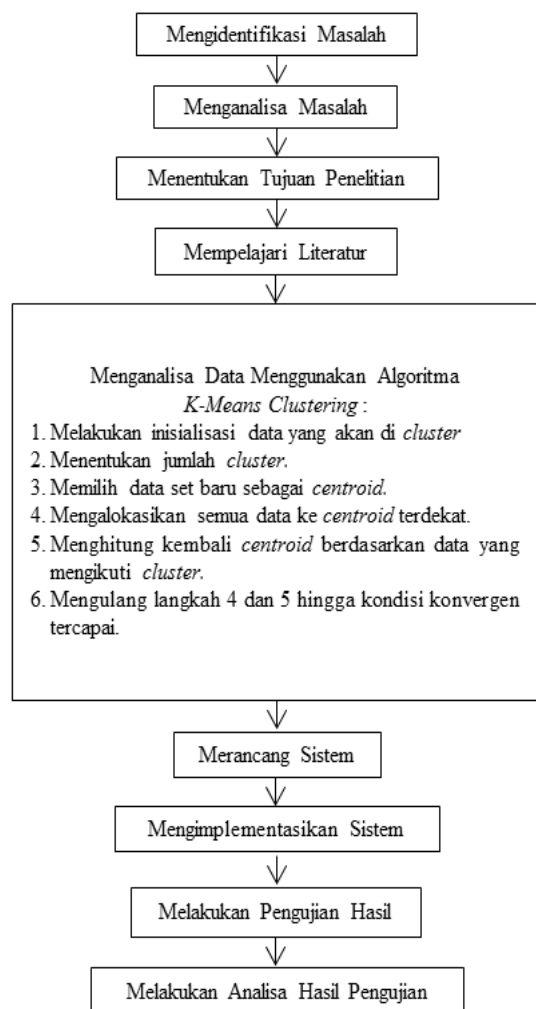 Mengidentifikasi Masalah
Menganalisa Masalah
Menentukan Tujuan Penelitian
Mempelajari Literatur
Menganalisa Data Menggunakan Algoritma
K-Means Clustering :
1. Melakukan inisialisasi data yang akan di cluster
2. Menentukan jumlah cluster.
3. Memilih data set baru sebagai centroid.
4. Mengalokasikan semua data ke centroid terdekat.
5. Menghitung kembali centroid berdasarkan data yang
mengikuti cluster.
6. Mengulang langkah 4 dan 5 hingga kondisi konvergen
tercapai.
Merancang Sistem
Mengimplementasikan Sistem
Melakukan Pengujian Hasil
Melakukan Analisa Hasil Pengujian